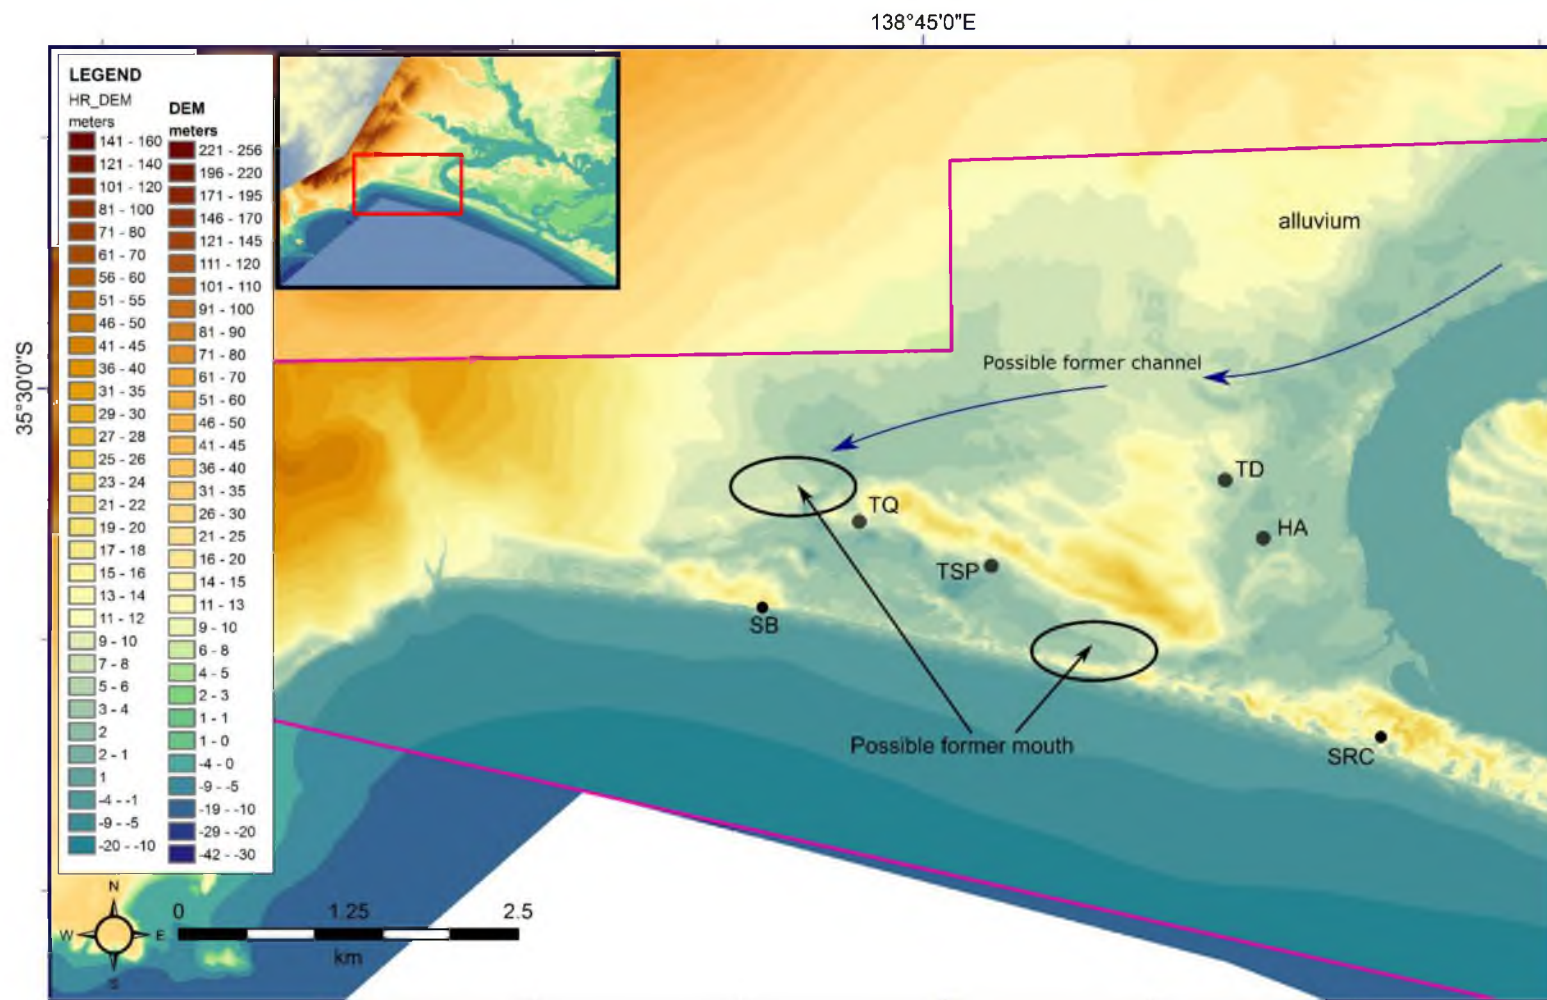 138°45'0"E
LEGEND
HR_DEM
meters
141 - 160
121 - 140
101 - 120
81 - 100
71 - 80
61 - 70
56 - 60
51 - 55
46 - 50
41 - 45
36 - 40
31 - 35
29 - 30
27 - 28
25 - 26
23 - 24
21 - 22
19 - 20
17 - 18
15 - 16
13 - 14
11 - 12
9 - 10
7 - 8
5 - 6
3 - 4
2
2 - 1
1
-4 - -1
-9 - -5
-20 - -10
DEM
meters
221 - 256
196 - 220
171 - 195
146 - 170
121 - 145
111 - 120
101 - 110
91 - 100
81 - 90
71 - 80
61 - 70
51 - 60
46 - 50
41 - 45
36 - 40
31 - 35
26 - 30
21 - 25
16 - 20
14 - 15
11 - 13
9 - 10
6 - 8
4 - 5
2 - 3
1 - 1
1 - 0
-4 - 0
-9 - -5
-19 - -10
-29 - -20
-42 - -30
35°30'0"S
alluvium
Possible former channel
TD
TQ
HA
TSP
SB
Possible former mouth
SRC
N
W
E
S
0
1.25
2.5
km